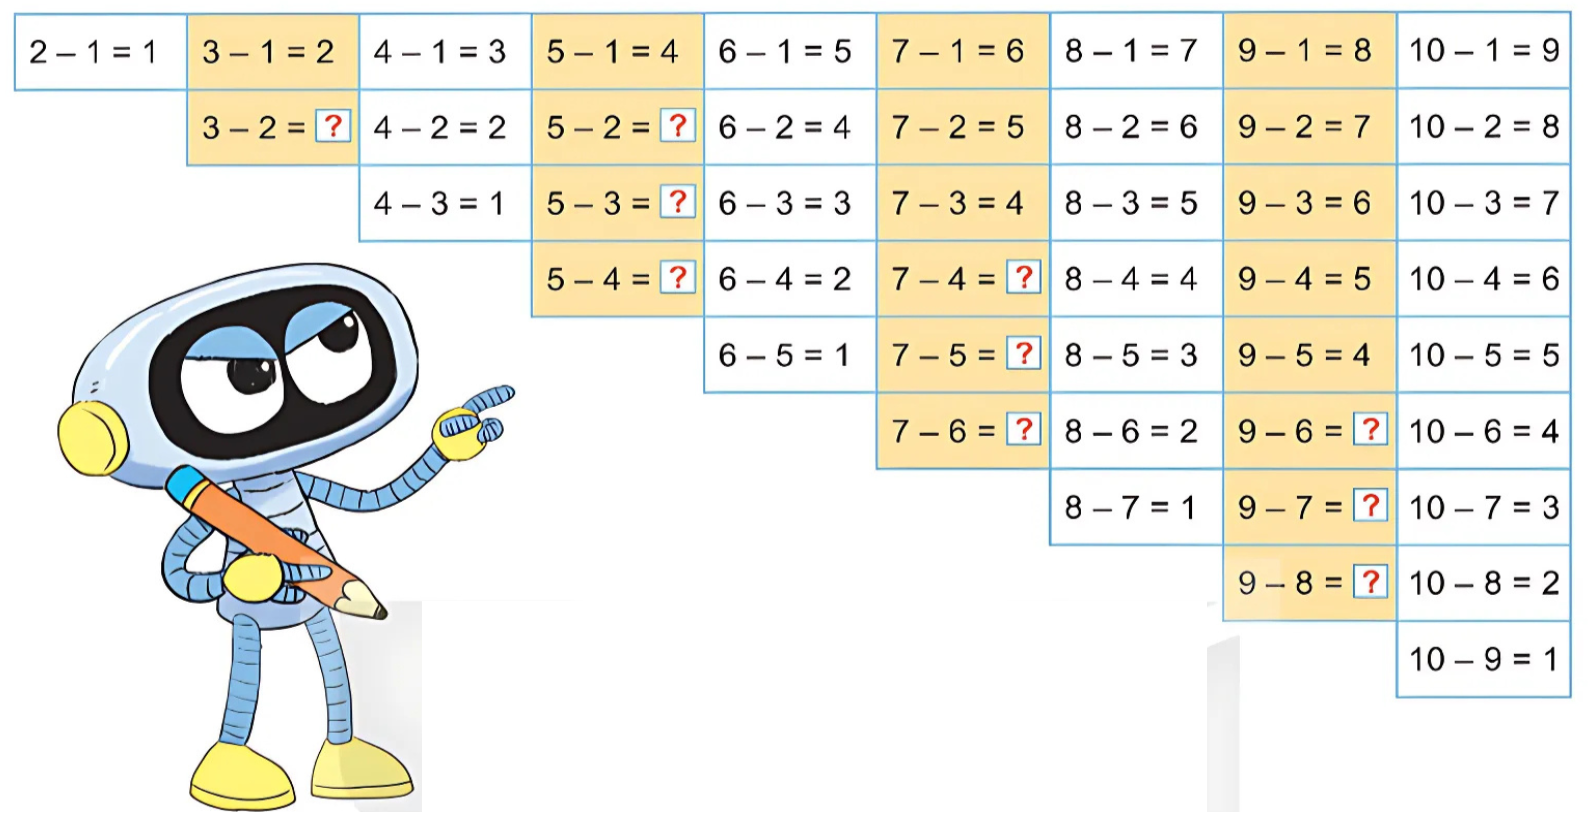 2 – 1 = 1 3 – 1 = 2 4 – 1 = 3 5 – 1 = 4 6 – 1 = 5 7 – 1 = 6 8 – 1 = 7 9 – 1 = 8 10 – 1 = 9
3 – 2 = ? 4 – 2 = 2 5 – 2 = ? 6 – 2 = 4 7 – 2 = 5 8 – 2 = 6 9 – 2 = 7 10 – 2 = 8
4 – 3 = 1 5 – 3 = ? 6 – 3 = 3 7 – 3 = 4 8 – 3 = 5 9 – 3 = 6 10 – 3 = 7
5 – 4 = ? 6 – 4 = 2 7 – 4 = ? 8 – 4 = 4 9 – 4 = 5 10 – 4 = 6
6 – 5 = 1 7 – 5 = ? 8 – 5 = 3 9 – 5 = 4 10 – 5 = 5
7 – 6 = ? 8 – 6 = 2 9 – 6 = ? 10 – 6 = 4
8 – 7 = 1 9 – 7 = ? 10 – 7 = 3
9 – 8 = ? 10 – 8 = 2
10 – 9 = 1